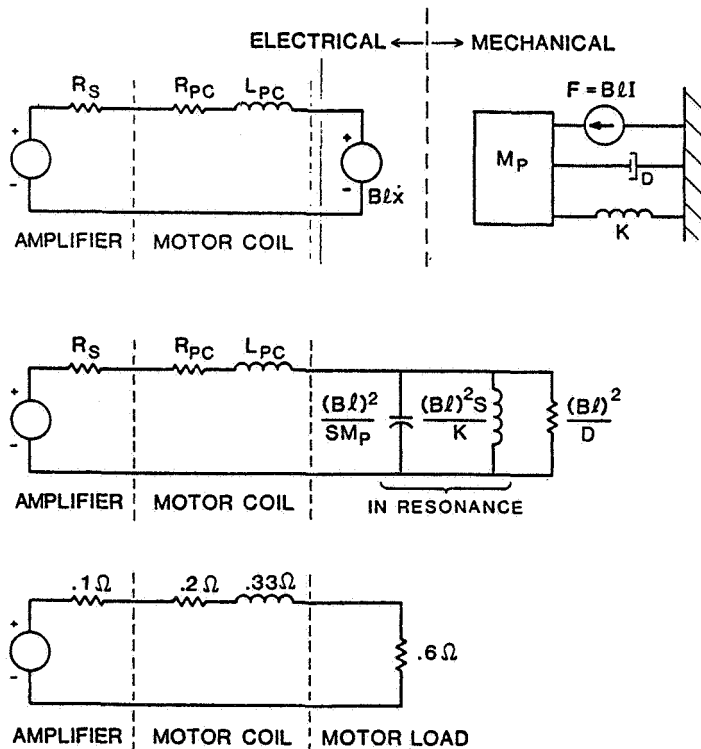 ELECTRICAL ← → MECHANICAL
R_S R_PC L_PC
F = BℓI
+
-
+
-
Bℓẋ
M_P
D
K
AMPLIFIER MOTOR COIL
R_S R_PC L_PC
+
-
(Bℓ)²/SM_P (Bℓ)²S/K (Bℓ)²/D
AMPLIFIER MOTOR COIL IN RESONANCE
.1Ω .2Ω .33Ω
+
-
.6Ω
AMPLIFIER MOTOR COIL MOTOR LOAD